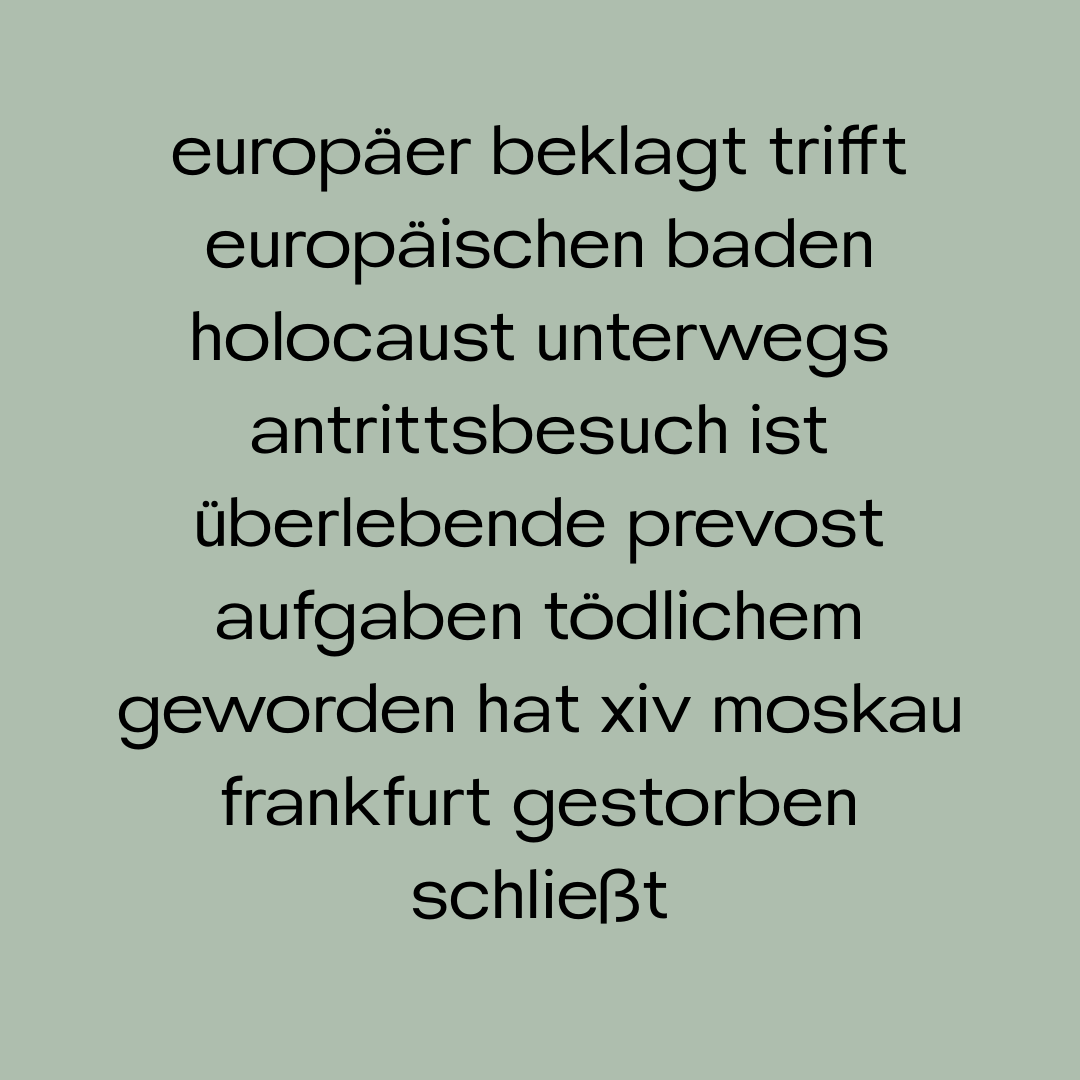 europäer beklagt trifft
europäischen baden
holocaust unterwegs
antrittsbesuch ist
überlebende prevost
aufgaben tödlichem
geworden hat xiv moskau
frankfurt gestorben
schließt